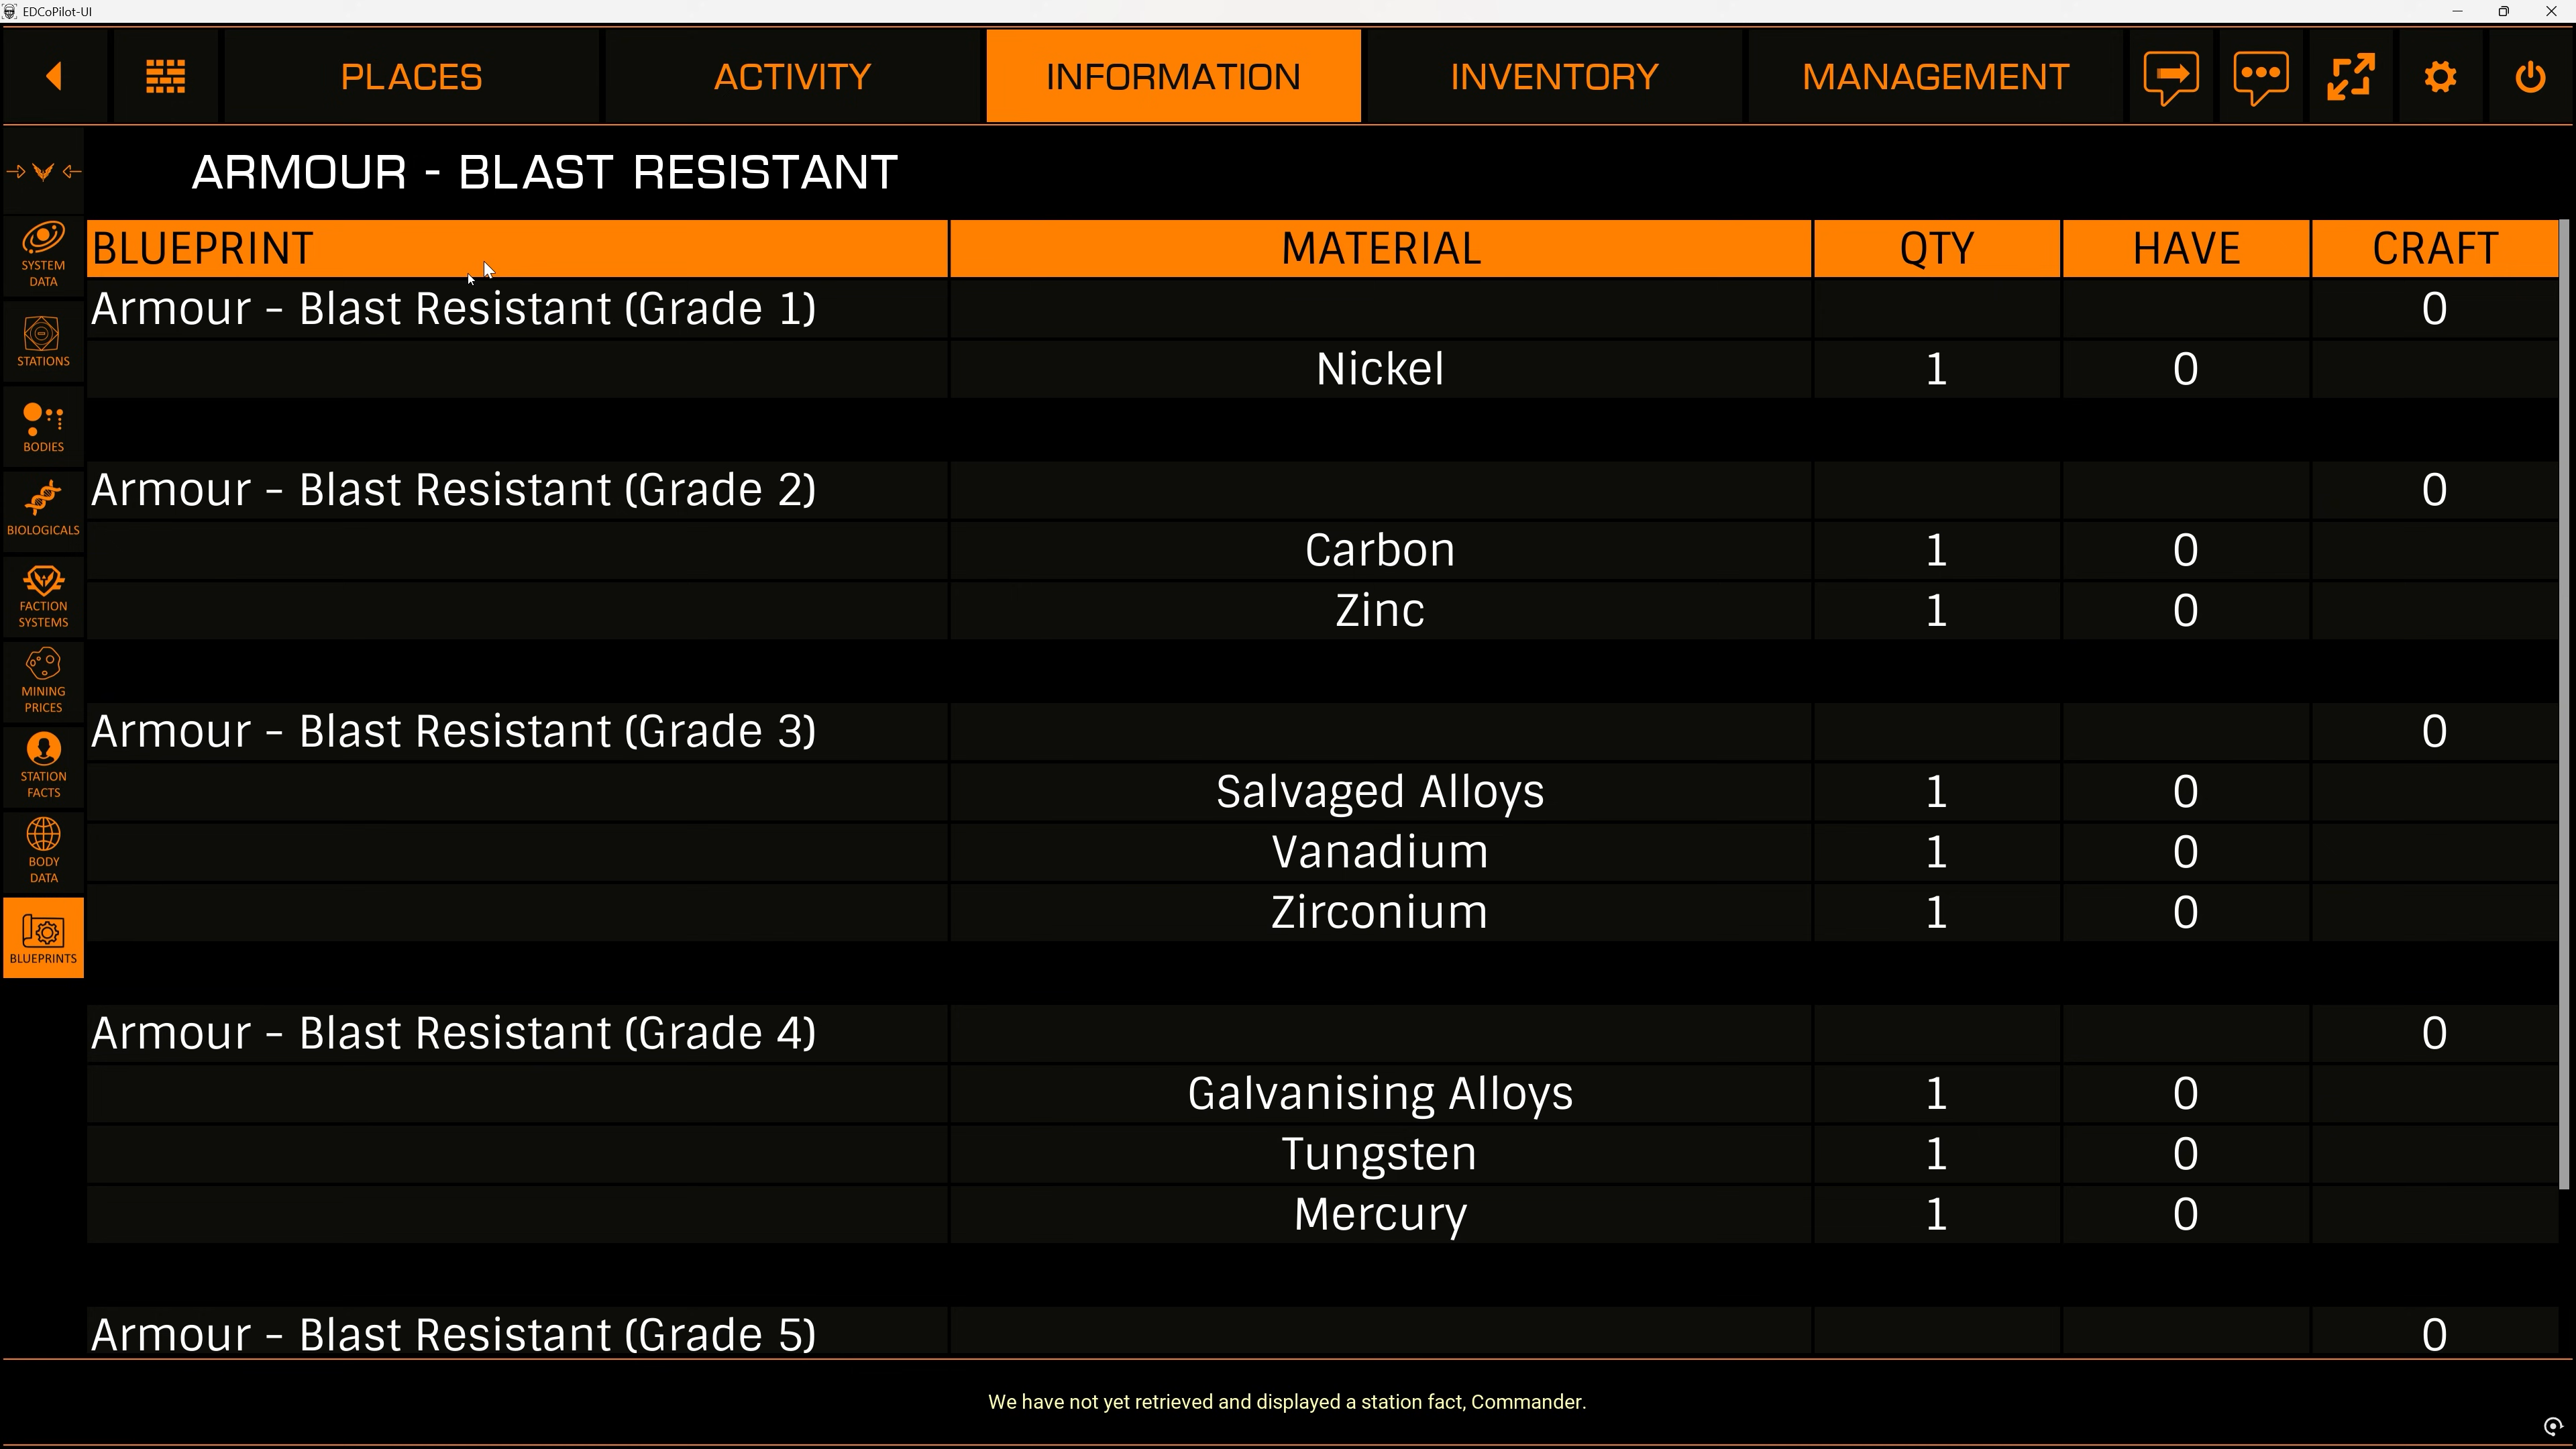 EDCoPilot-UI
PLACES ACTIVITY INFORMATION INVENTORY MANAGEMENT
ARMOUR - BLAST RESISTANT
SYSTEM
DATA
STATIONS
BODIES
BIOLOGICALS
FACTION
SYSTEMS
MINING
PRICES
STATION
FACTS
BODY
DATA
BLUEPRINTS
BLUEPRINT MATERIAL QTY HAVE CRAFT
Armour - Blast Resistant (Grade 1) 0
Nickel 1 0
Armour - Blast Resistant (Grade 2) 0
Carbon 1 0
Zinc 1 0
Armour - Blast Resistant (Grade 3) 0
Salvaged Alloys 1 0
Vanadium 1 0
Zirconium 1 0
Armour - Blast Resistant (Grade 4) 0
Galvanising Alloys 1 0
Tungsten 1 0
Mercury 1 0
Armour - Blast Resistant (Grade 5) 0
We have not yet retrieved and displayed a station fact, Commander.